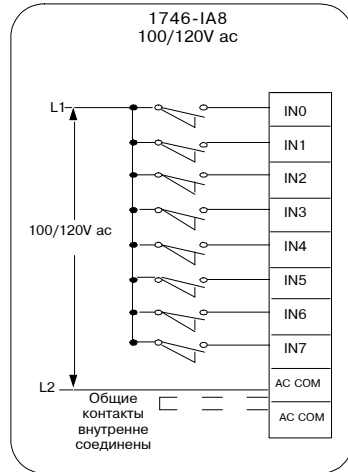 1746-IA8
100/120V ac
L1
IN0
IN1
IN2
IN3
100/120V ac
IN4
IN5
IN6
IN7
L2
AC COM
Общие
контакты
внутренне
соединены
AC COM